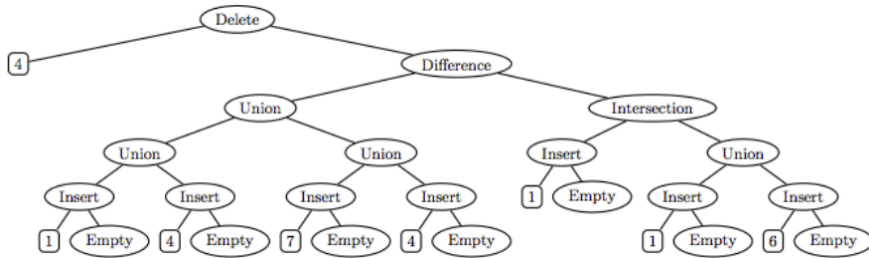 Delete
4 Difference
Union Intersection
Union Union Insert Union
Insert Insert Insert Insert 1 Empty Insert Insert
1 Empty 4 Empty 7 Empty 4 Empty 1 Empty 6 Empty